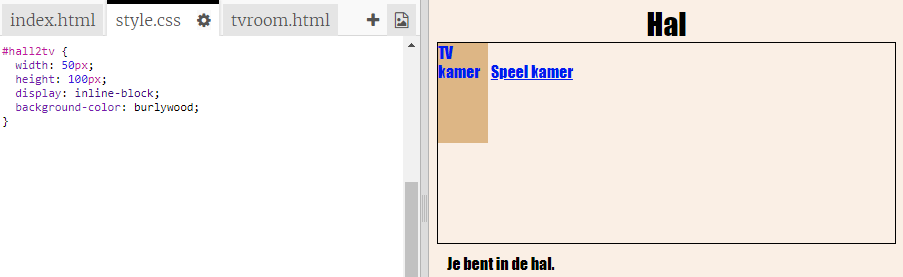 index.html style.css tvroom.html
#hall2tv {
width: 50px;
height: 100px;
display: inline-block;
background-color: burlywood;
}
Hal
TV
kamer Speel kamer
Je bent in de hal.